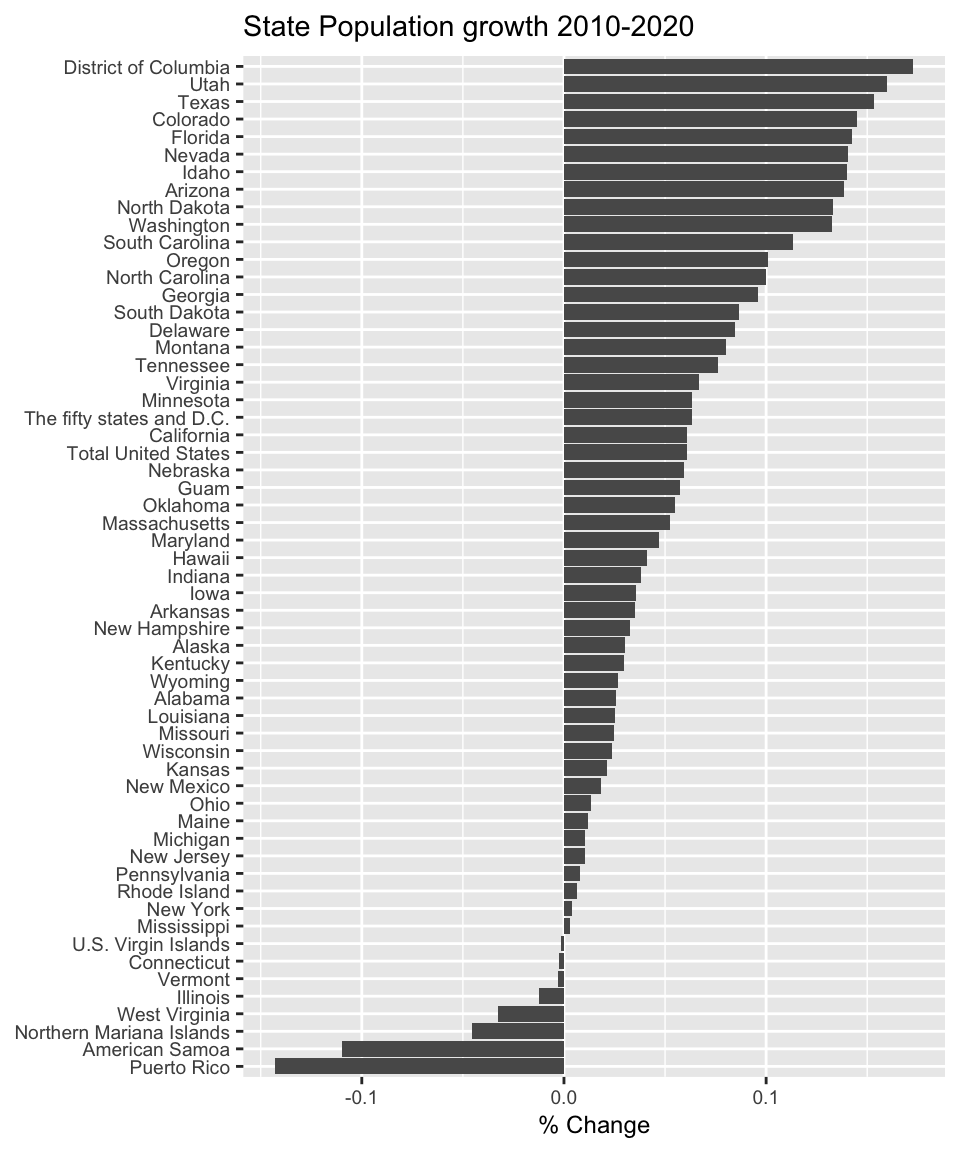 State Population growth 2010-2020
District of Columbia
Utah
Texas
Colorado
Florida
Nevada
Idaho
Arizona
North Dakota
Washington
South Carolina
Oregon
North Carolina
Georgia
South Dakota
Delaware
Montana
Tennessee
Virginia
Minnesota
The fifty states and D.C.
California
Total United States
Nebraska
Guam
Oklahoma
Massachusetts
Maryland
Hawaii
Indiana
Iowa
Arkansas
New Hampshire
Alaska
Kentucky
Wyoming
Alabama
Louisiana
Missouri
Wisconsin
Kansas
New Mexico
Ohio
Maine
Michigan
New Jersey
Pennsylvania
Rhode Island
New York
Mississippi
U.S. Virgin Islands
Connecticut
Vermont
Illinois
West Virginia
Northern Mariana Islands
American Samoa
Puerto Rico
-0.1 0.0 0.1
% Change